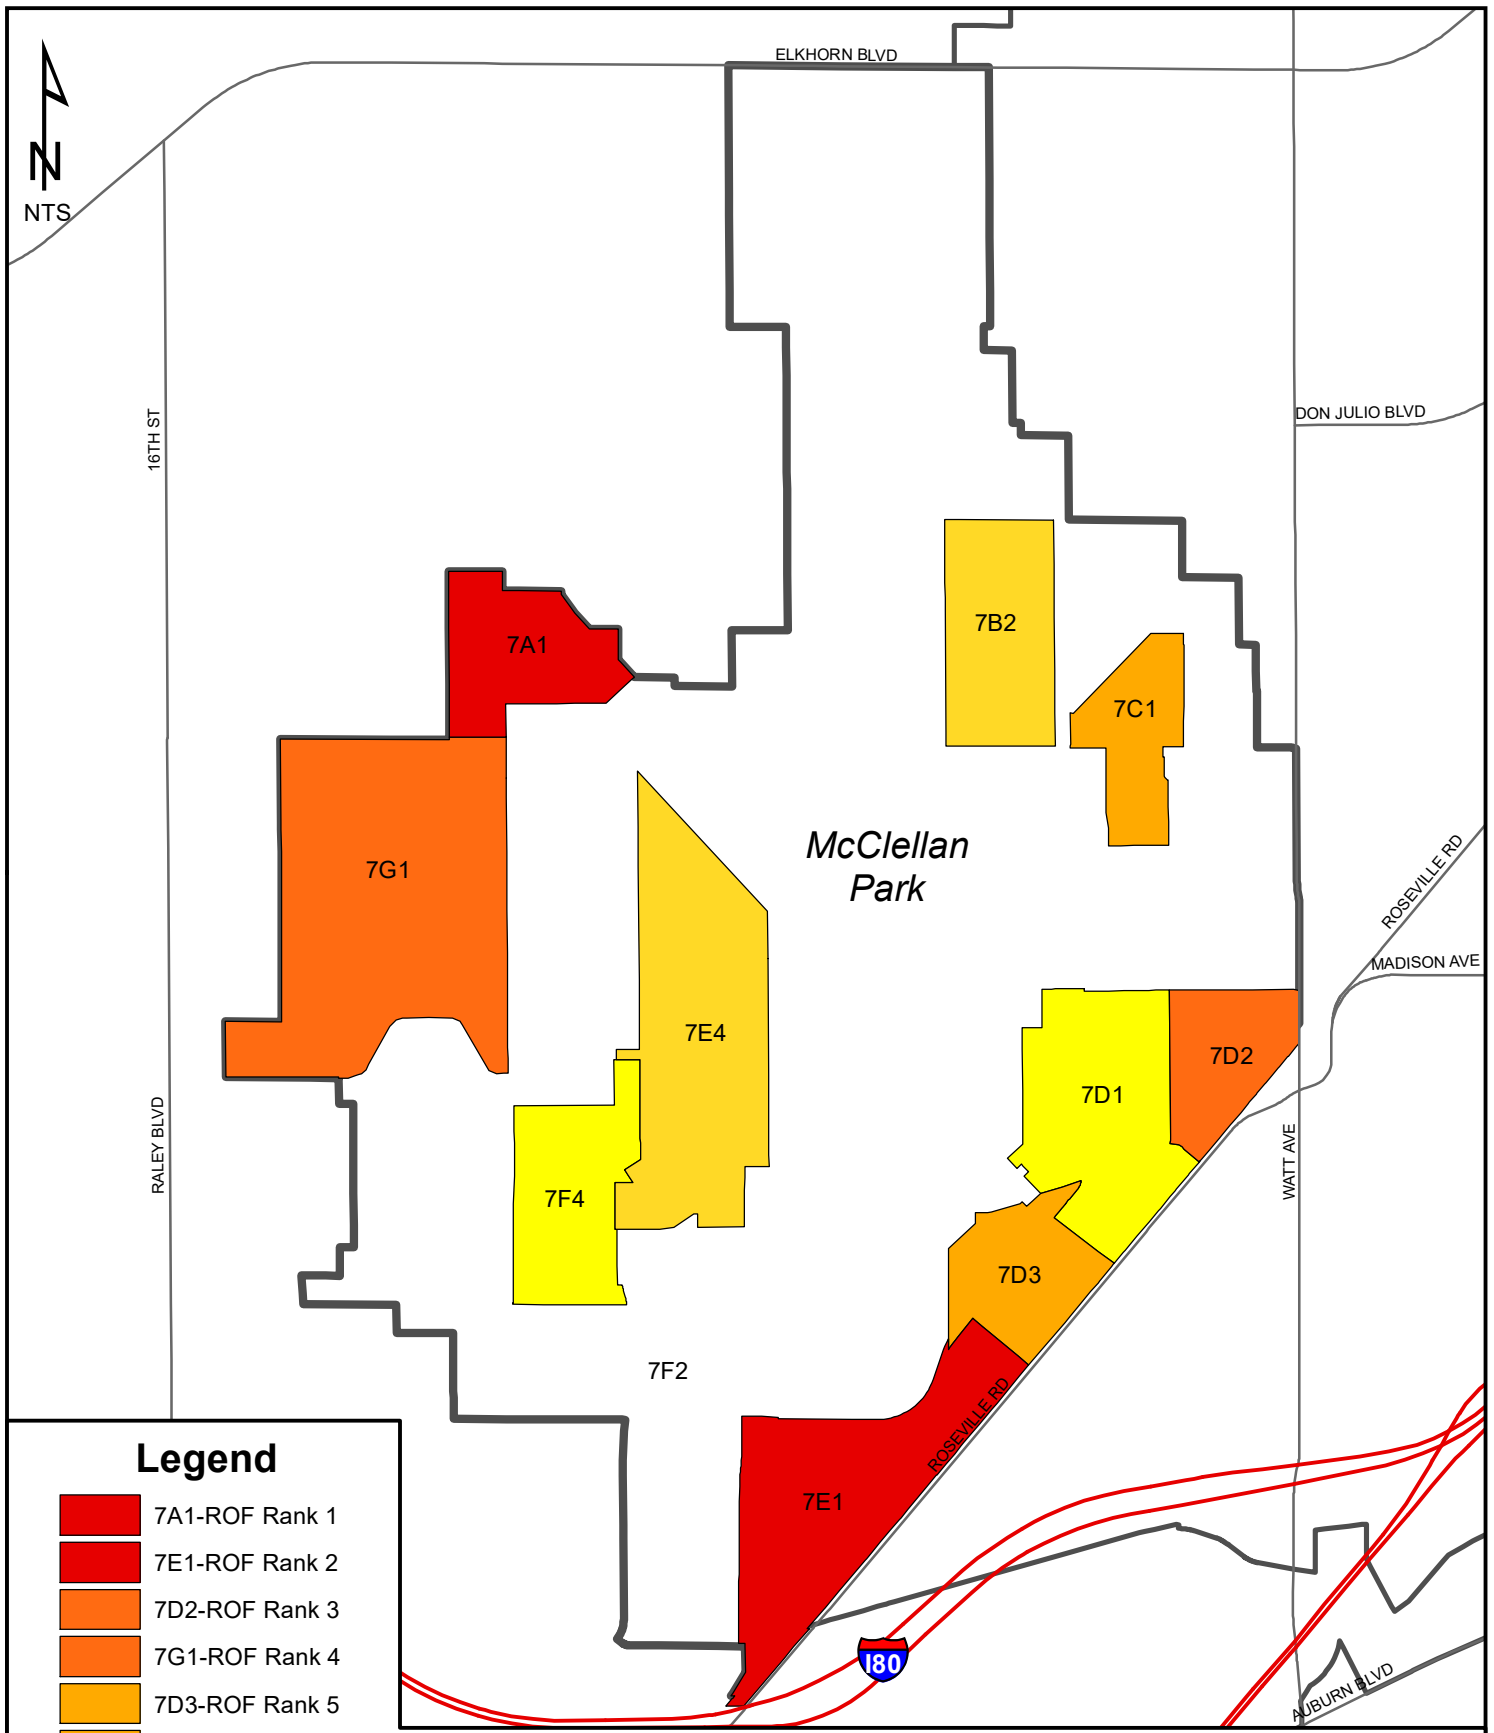 ELKHORN BLVD
N
NTS
16TH ST
DON JULIO BLVD
7B2
7A1
7C1
McClellan
Park
7G1
ROSEVILLE RD
MADISON AVE
7E4
7D2
7D1
RALEY BLVD
WATT AVE
7F4
7D3
7F2
ROSEVILLE RD
7E1
Legend
7A1-ROF Rank 1
7E1-ROF Rank 2
7D2-ROF Rank 3
7G1-ROF Rank 4
7D3-ROF Rank 5
I80
AUBURN BLVD